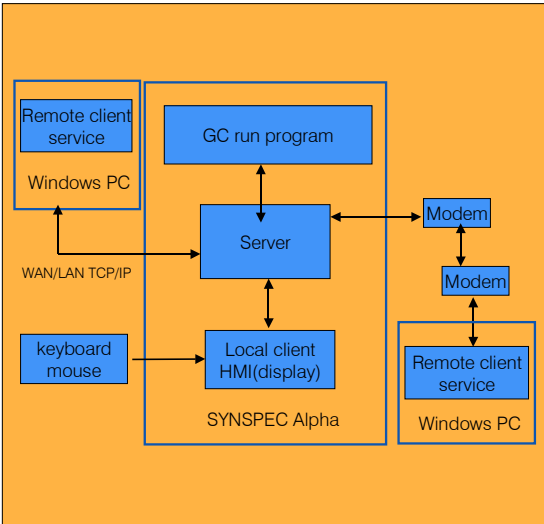 Remote client
service
Windows PC
GC run program
Server
WAN/LAN TCP/IP
keyboard
mouse
Local client
HMI(display)
SYNSPEC Alpha
Modem
Modem
Remote client
service
Windows PC